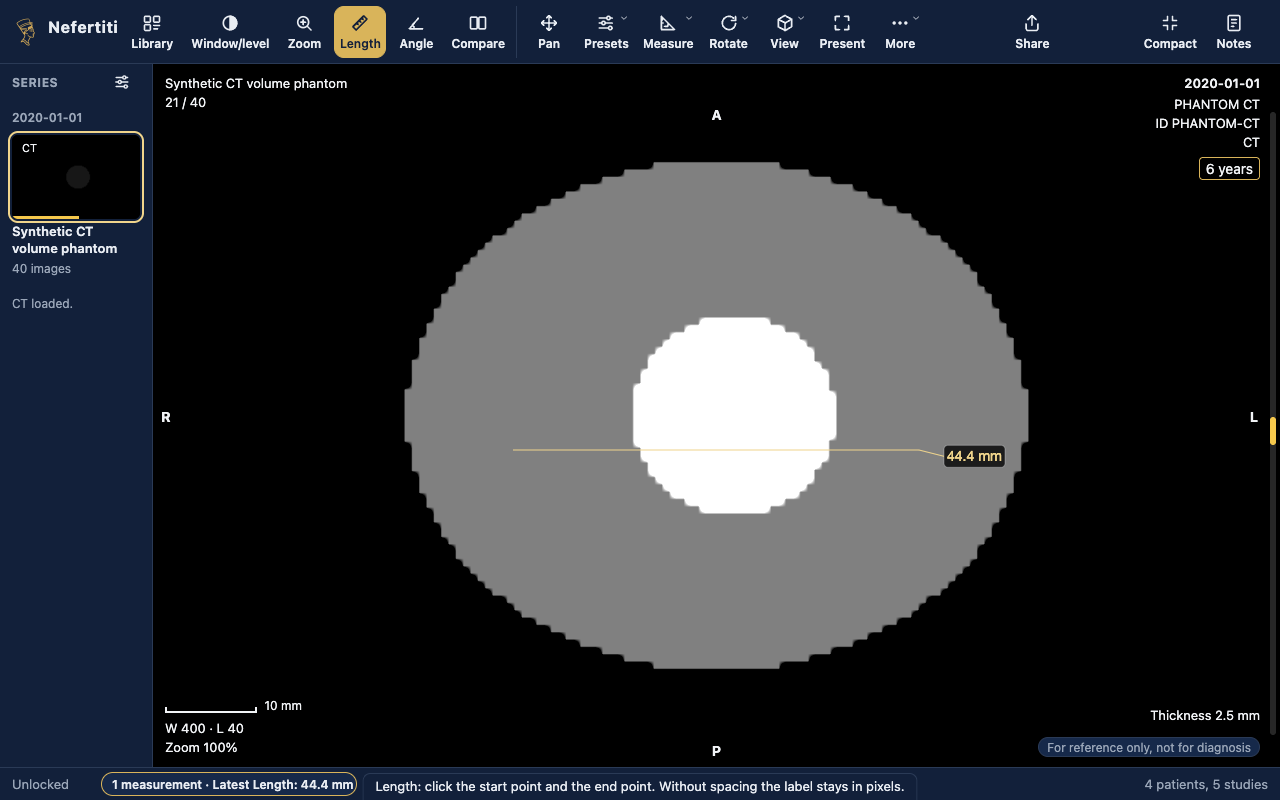 Nefertiti
Library
Window/level
Zoom
Length
Angle
Compare
Pan
Presets
Measure
Rotate
View
Present
More
Share
Compact
Notes
SERIES
2020-01-01
CT
Synthetic CT
volume phantom
40 images
CT loaded.
Synthetic CT volume phantom
21 / 40
A
2020-01-01
PHANTOM CT
ID PHANTOM-CT
CT
6 years
R
L
44.4 mm
10 mm
W 400 · L 40
Zoom 100%
P
Thickness 2.5 mm
For reference only, not for diagnosis
Unlocked
1 measurement · Latest Length: 44.4 mm
Length: click the start point and the end point. Without spacing the label stays in pixels.
4 patients, 5 studies